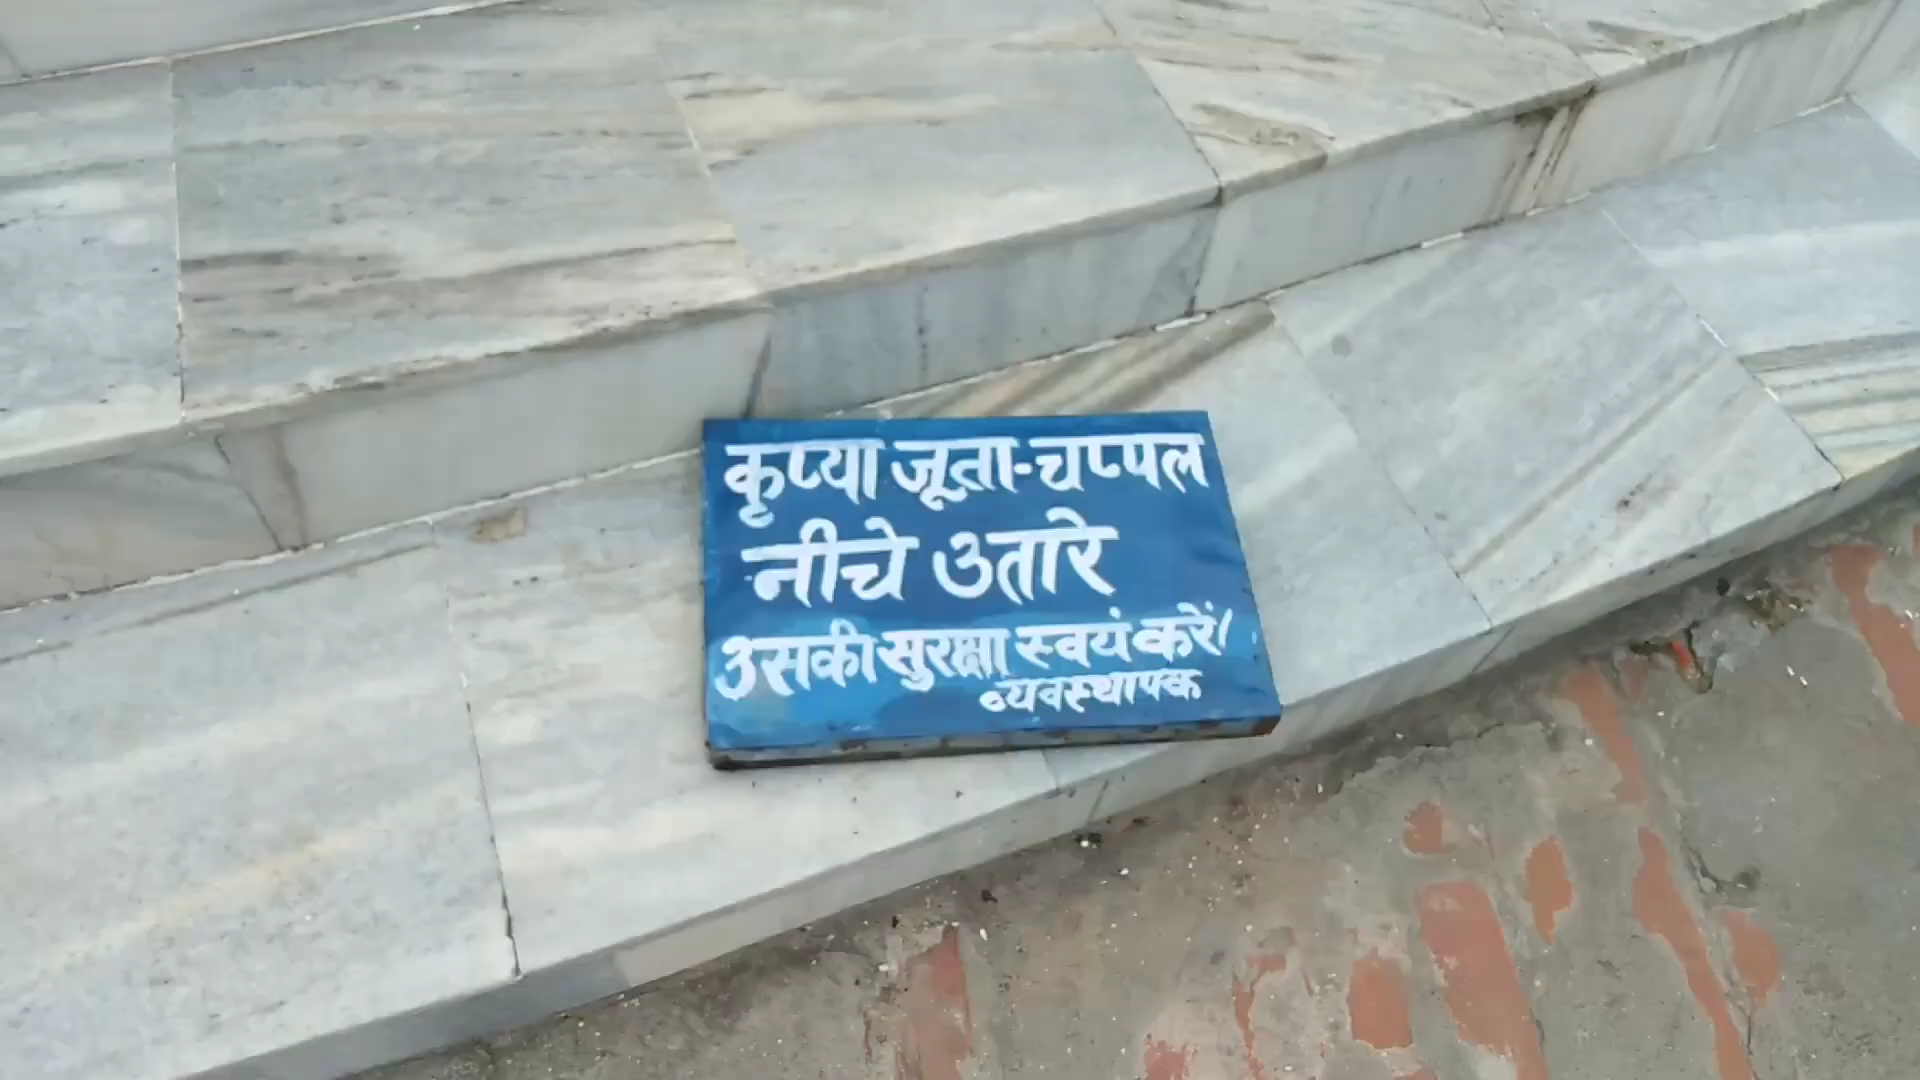 कृप्या जूता-चप्पल
नीचे उतारे
उसकी सुरक्षा स्वयं करें।
व्यवस्थापक